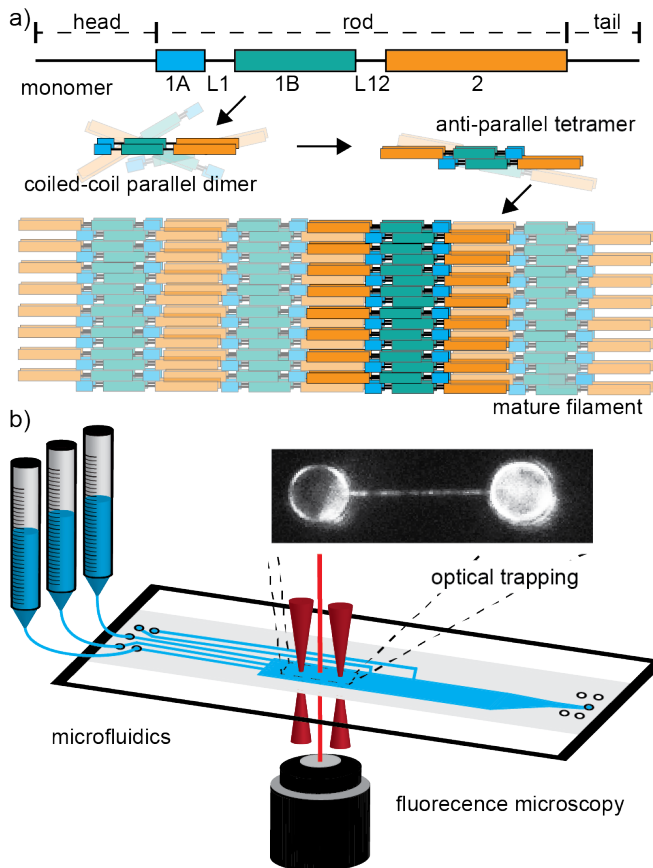 a)
head
rod
tail
1A
L1
1B
L12
2
monomer
anti-parallel tetramer
coiled-coil parallel dimer
mature filament
b)
optical trapping
microfluidics
fluorecence microscopy